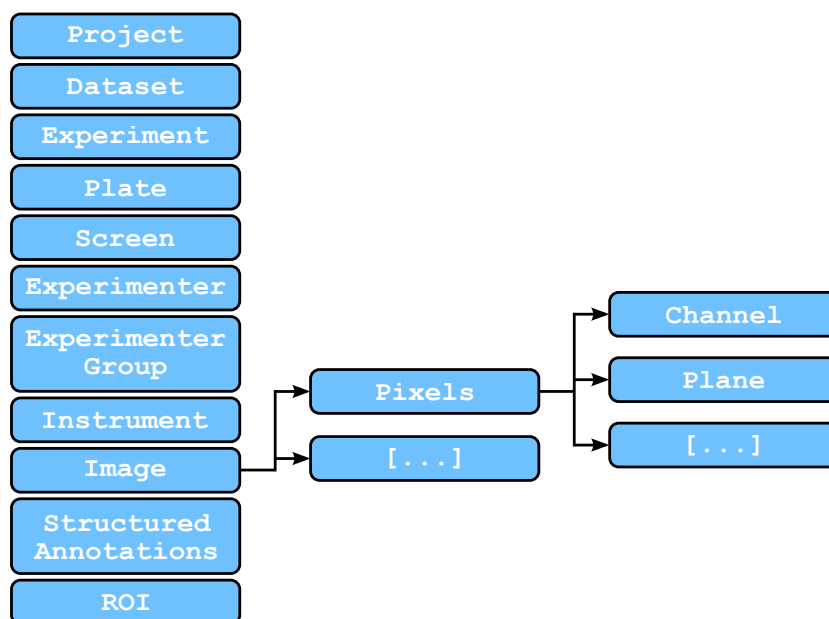 Project
Dataset
Experiment
Plate
Screen
Experimenter
Experimenter
Group
Instrument
Image
Structured
Annotations
ROI
Pixels
[...]
Channel
Plane
[...]